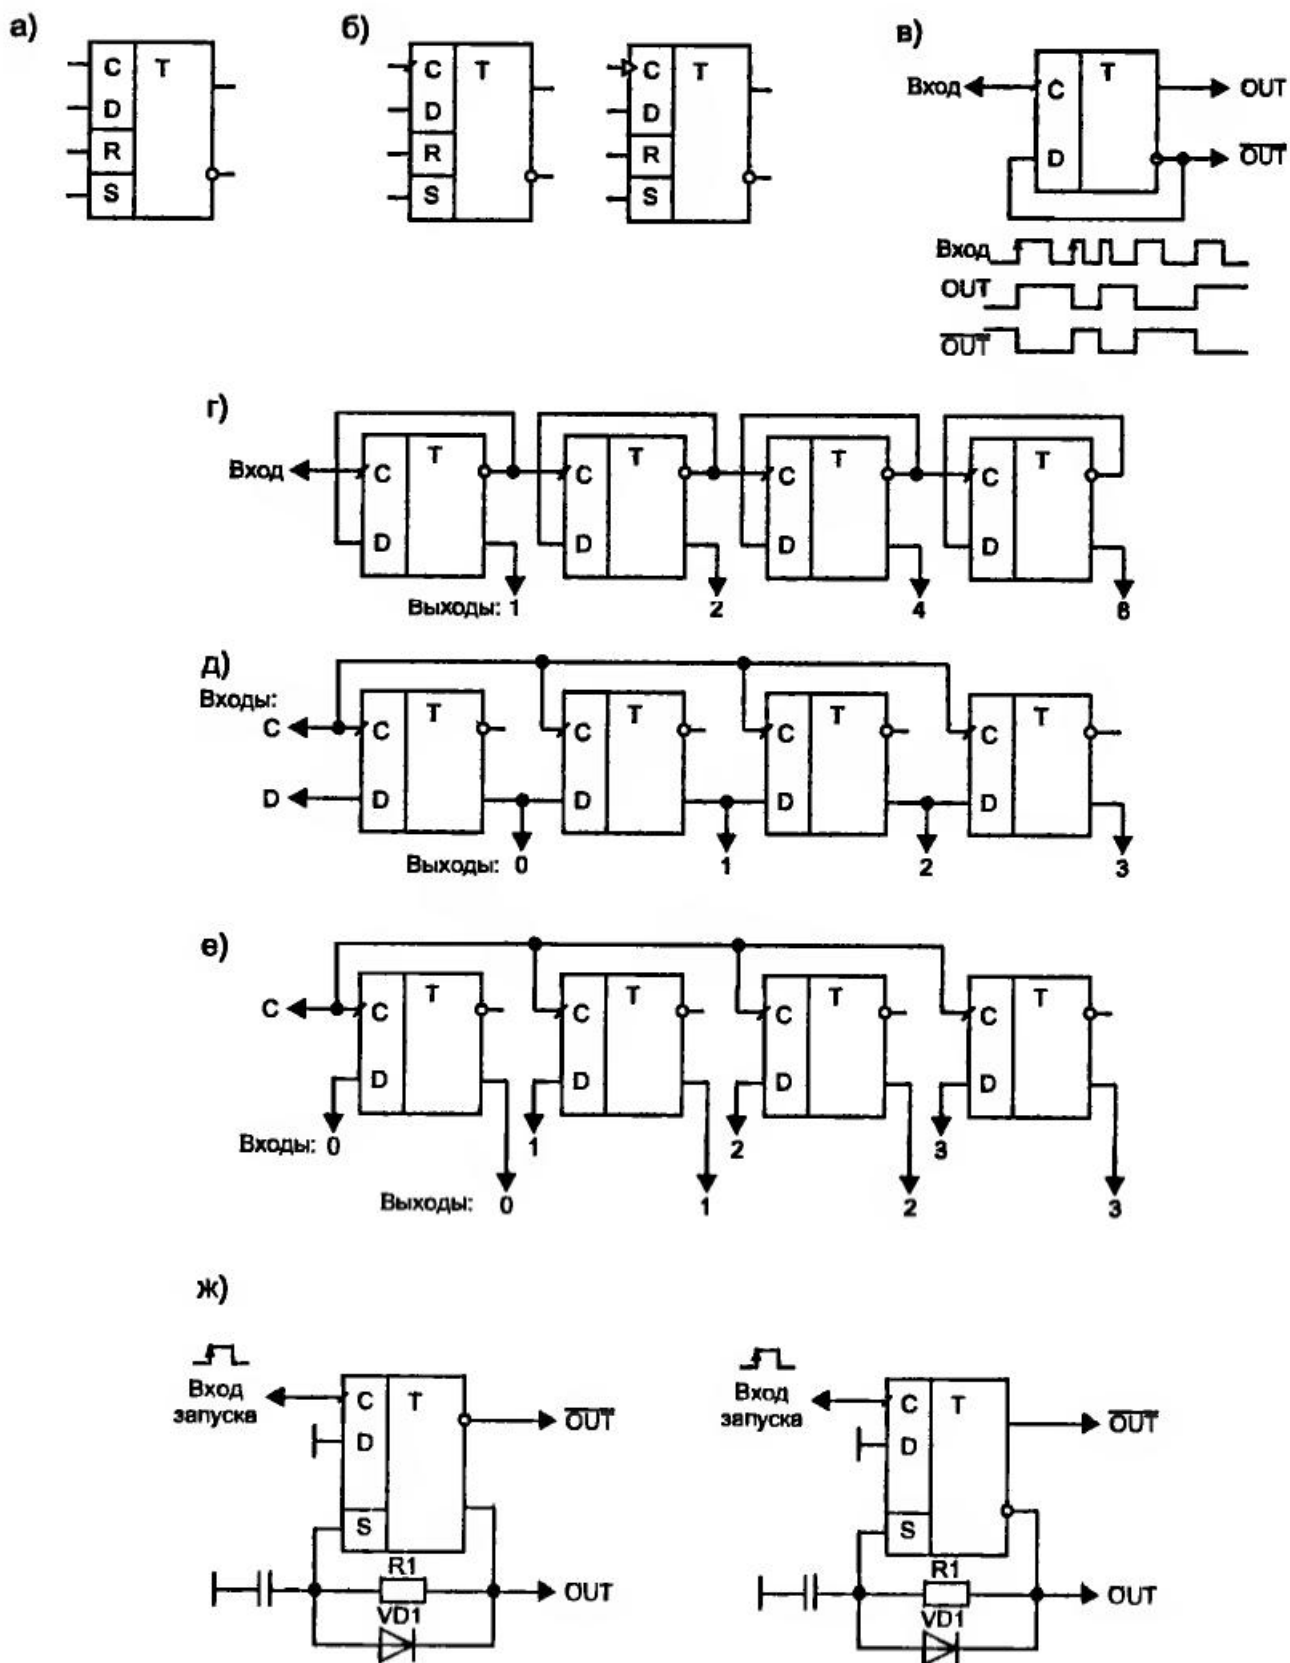 а)
C T
D
R
S
б)
C T
D
R
S
C T
D
R
S
в)
Вход C T OUT
D OUT
Вход
OUT
OUT
г)
Вход C T C T C T C T
D D D D
Выходы: 1 2 4 8
д)
Входы:
C C T C T C T C T
D D D D D
Выходы: 0 1 2 3
е)
C C T C T C T C T
D D D D
Входы: 0 1 2 3
Выходы: 0 1 2 3
ж)
Вход запуска
C T OUT
D
S
R1
OUT
VD1
Вход запуска
C T OUT
D
S
R1
OUT
VD1